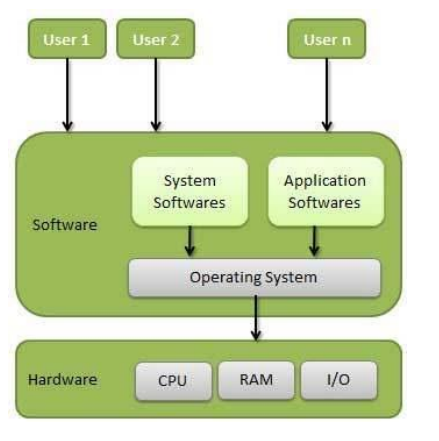 User 1
User 2
User n
System
Softwares
Application
Softwares
Software
Operating System
Hardware
CPU
RAM
I/O